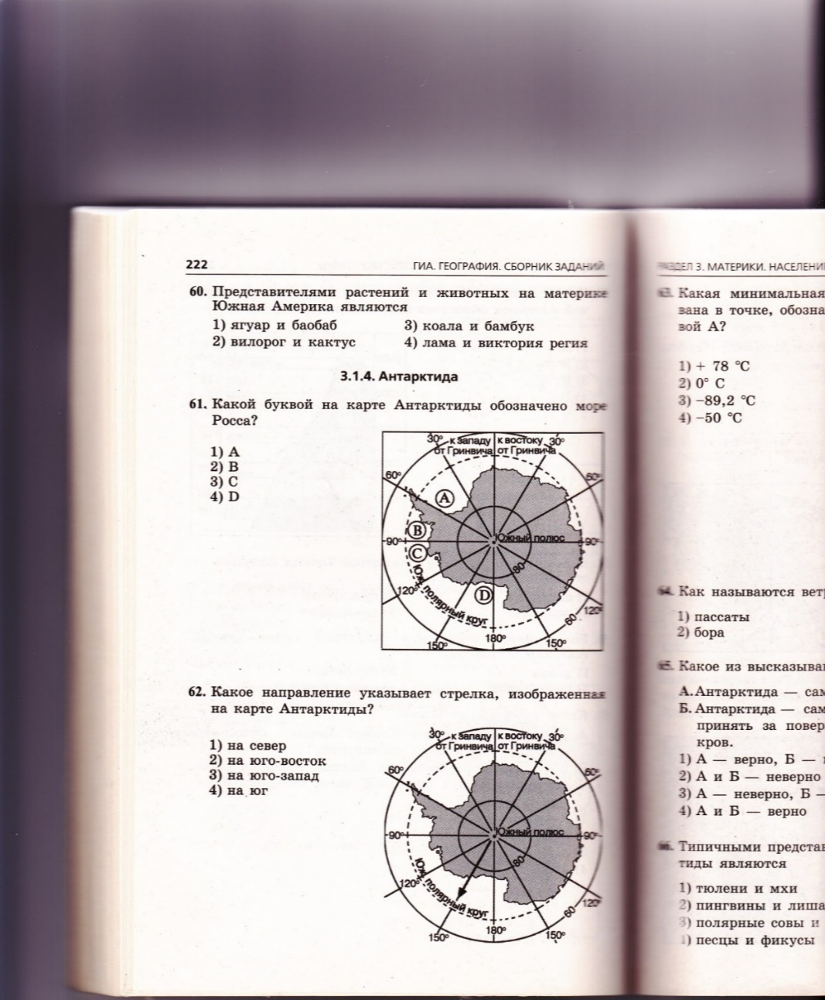 222
ГИА. ГЕОГРАФИЯ. СБОРНИК ЗАДАНИЙ
60. Представителями растений и животных на материке
Южная Америка являются
1) ягуар и баобаб
3) коала и бамбук
2) вилорог и кактус
4) лама и виктория регия
3.1.4. Антарктида
61. Какой буквой на карте Антарктиды обозначено море
Росса?
1) A
2) B
3) C
4) D
30° к западу к востоку 30°
от Гринвича от Гринвича
60°
60°
A
B
Южный полюс
90°
90°
C
80
120°
D
Юж. полярный круг
120°
60
150°
180°
150°
62. Какое направление указывает стрелка, изображенная
на карте Антарктиды?
1) на север
2) на юго-восток
3) на юго-запад
4) на юг
30° к западу к востоку 30°
от Гринвича от Гринвича
60°
60°
Южный полюс
90°
90°
80
120°
Юж. полярный круг
120°
60
150°
180°
150°
РАЗДЕЛ 3. МАТЕРИКИ. НАСЕЛЕНИ
63. Какая минимальная
вана в точке, обозна
вой А?
1) + 78 °С
2) 0° С
3) -89,2 °С
4) -50 °С
64. Как называются вет
1) пассаты
2) бора
65. Какое из высказыва
А. Антарктида — сам
Б. Антарктида — сам
принять за повер
кров.
1) А — верно, Б —
2) А и Б — неверно
3) А — неверно, Б —
4) А и Б — верно
66. Типичными предста
тиды являются
1) тюлени и мхи
2) пингвины и лиша
3) полярные совы и
4) песцы и фикусы